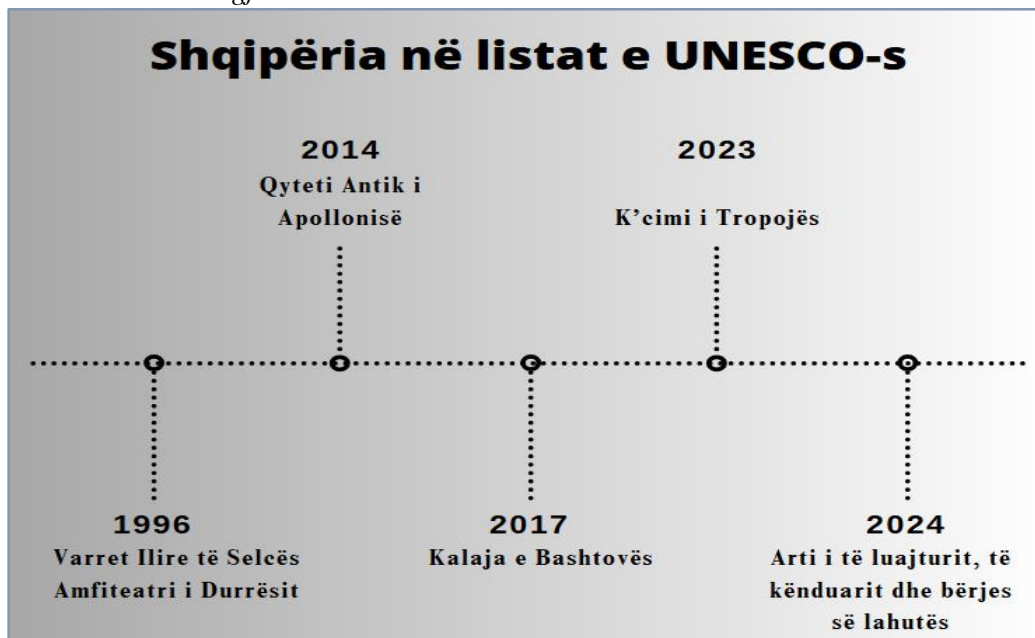 Shqipëria në listat e UNESCO-s
2014
Qyteti Antik i
Apollonisë
2023
K’cimi i Tropojës
1996
Varret Ilire të Selcës
Amfiteatri i Durrësit
2017
Kalaja e Bashtovës
2024
Arti i të luajturit, të
kënduarit dhe bërjes
së lahutës